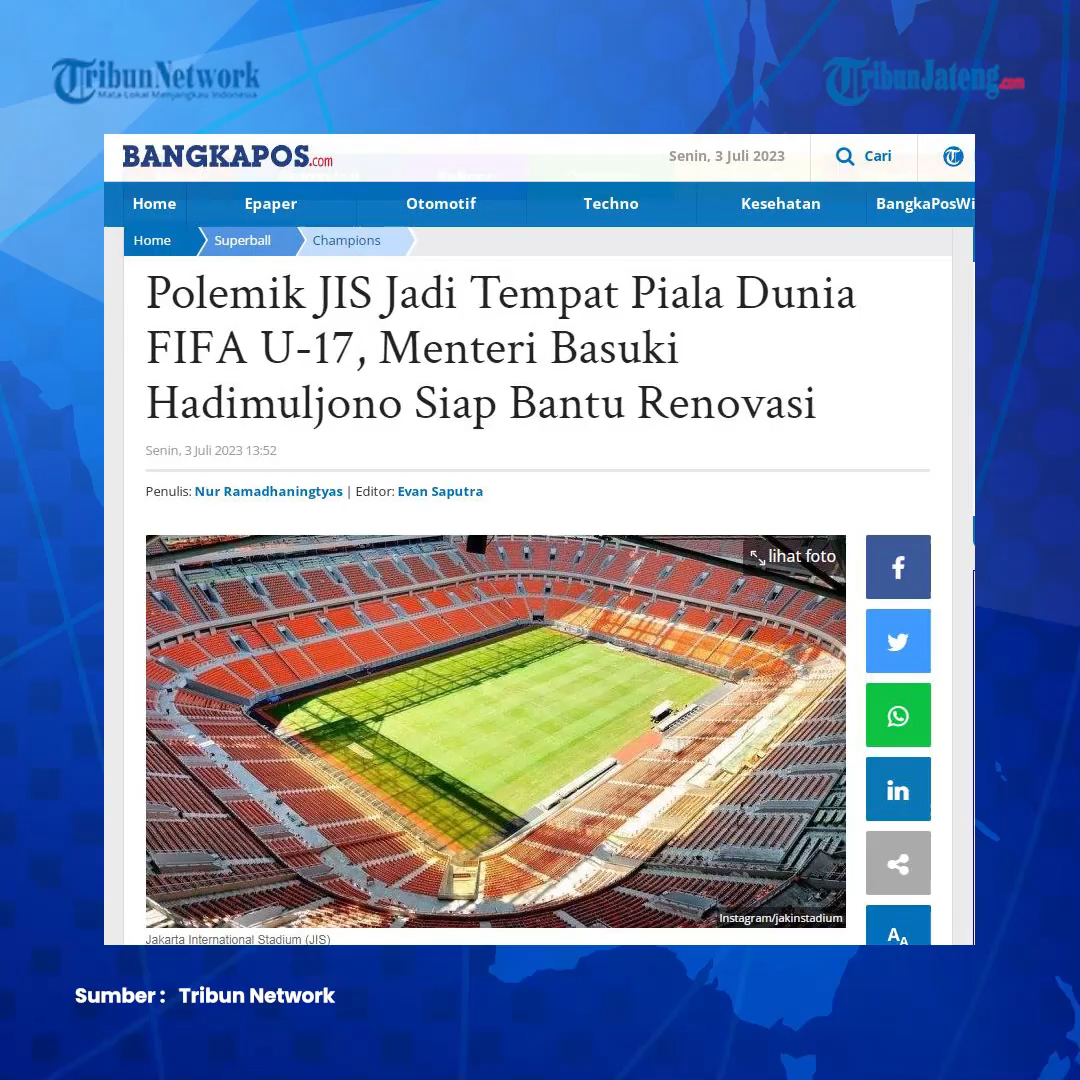 TribunNetwork
Mata Lokal Menjangkau Indonesia
TribunJateng.com
BANGKAPOS.com
Senin, 3 Juli 2023
Cari
Home
Epaper
Otomotif
Techno
Kesehatan
BangkaPosWi
Home
Superball
Champions
Polemik JIS Jadi Tempat Piala Dunia
FIFA U-17, Menteri Basuki
Hadimuljono Siap Bantu Renovasi
Senin, 3 Juli 2023 13:52
Penulis: Nur Ramadhaningtyas | Editor: Evan Saputra
lihat foto
Instagram/jakinstadium
Jakarta International Stadium (JIS)
AA
Sumber : Tribun Network